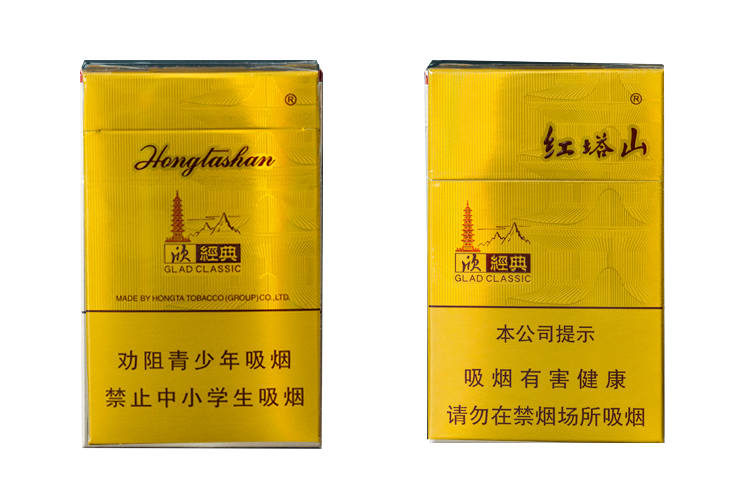 ®
Hongtashan
欣 經典
GLAD CLASSIC
MADE BY HONGTA TOBACCO (GROUP) CO., LTD.
劝阻青少年吸烟
禁止中小学生吸烟
®
红塔山
欣 經典
GLAD CLASSIC
本公司提示
吸烟有害健康
请勿在禁烟场所吸烟